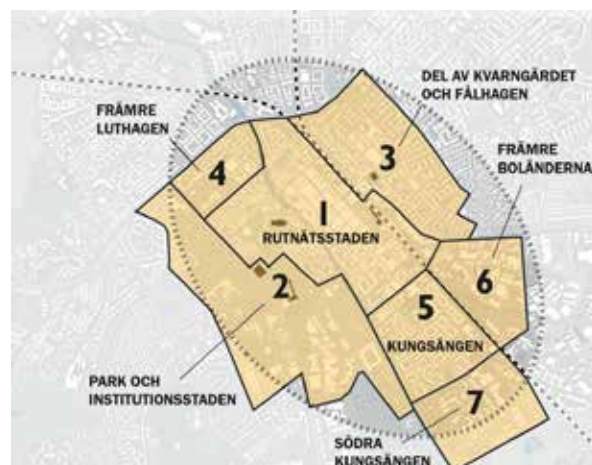 DEL AV KVARNGÄRDET
OCH FÅLHAGEN
FRÄMRE
LUTHAGEN
3
FRÄMRE
BOLÄNDERNA
4
1
RUTNÄTSSTADEN
2
6
5
KUNGSÄNGEN
PARK OCH
INSTITUTIONSSTADEN
7
SÖDRA
KUNGSÄNGEN